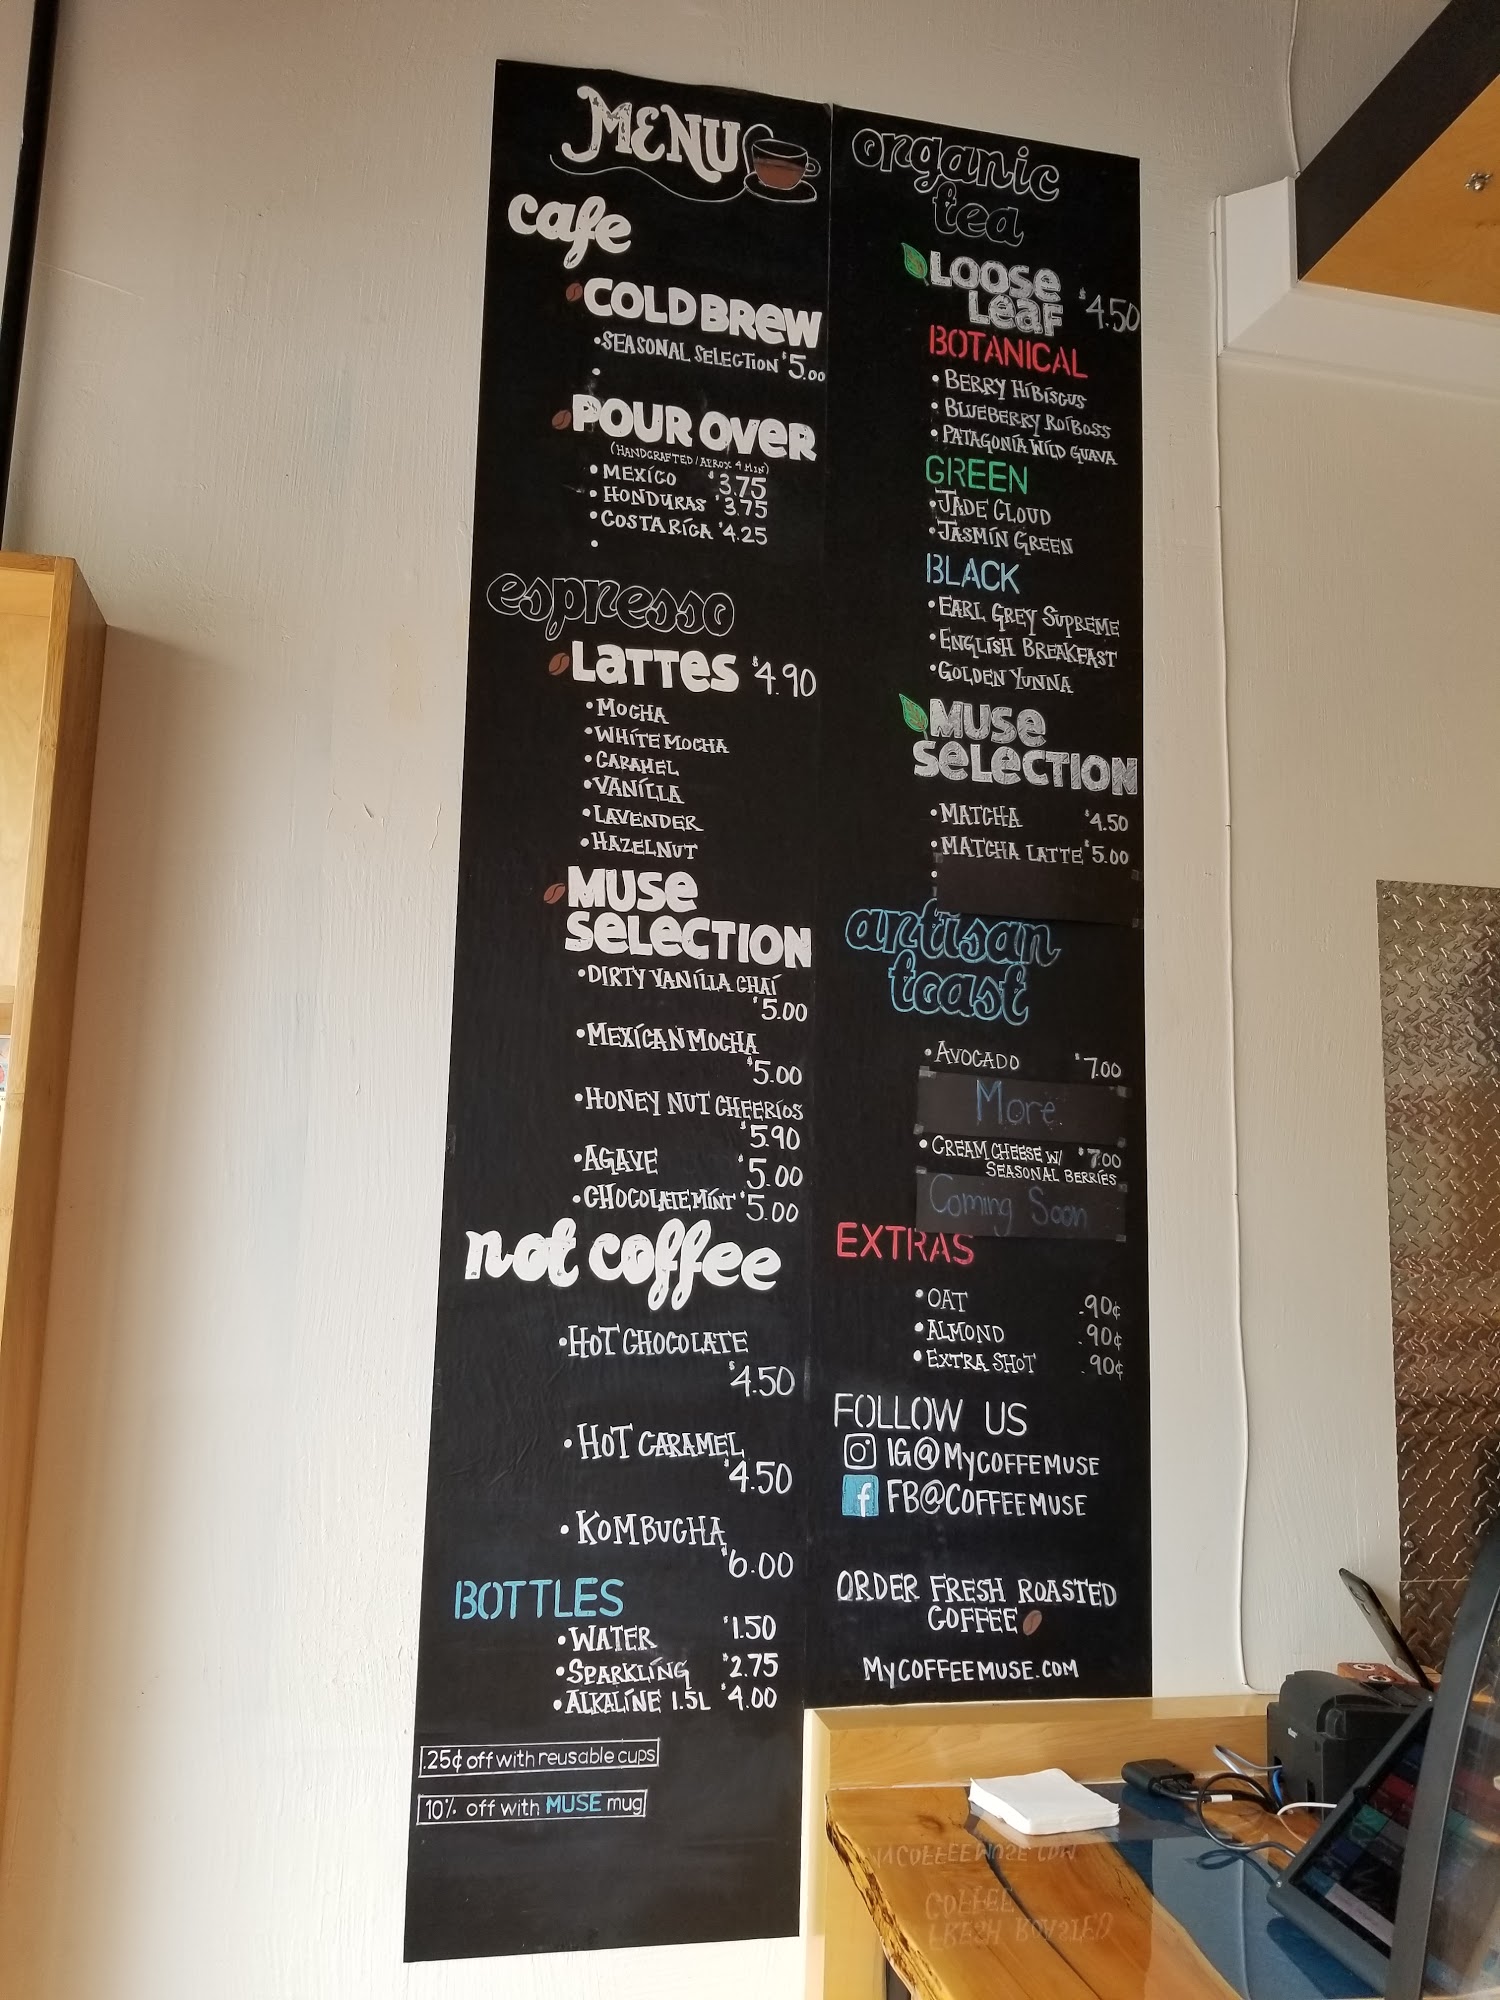 MENU
cafe
COLD BREW
•SEASONAL SELECTION $5.00
•
POUR OVER
(HANDCRAFTED/APROX 4 MIN)
•MEXICO $3.75
•HONDURAS $3.75
•COSTA RICA $4.25
•
espresso
LATTES $4.90
•MOCHA
•WHITE MOCHA
•CARAMEL
•VANILLA
•LAVENDER
•HAZELNUT
MUSE
SELECTION
•DIRTY VANILLA CHAI
$5.00
•MEXICAN MOCHA
$5.00
•HONEY NUT CHEERIOS
$5.90
•AGAVE $5.00
•CHOCOLATE MINT $5.00
not coffee
•HOT CHOCOLATE
$4.50
•HOT CARAMEL
$4.50
•KOMBUCHA
$6.00
BOTTLES
•WATER $1.50
•SPARKLING $2.75
•ALKALINE 1.5L $4.00
.25¢ off with reusable cups
10% off with MUSE mug
organic
tea
LOOSE
LEAF $4.50
BOTANICAL
•BERRY HIBISCUS
•BLUEBERRY ROIBOSS
•PATAGONIA WILD GUAVA
GREEN
•JADE CLOUD
•JASMIN GREEN
BLACK
•EARL GREY SUPREME
•ENGLISH BREAKFAST
•GOLDEN YUNNA
MUSE
SELECTION
•MATCHA $4.50
•MATCHA LATTE $5.00
•
artisan
toast
•AVOCADO $7.00
More
•CREAM CHEESE W/ $7.00
SEASONAL BERRIES
Coming Soon
EXTRAS
•OAT .90¢
•ALMOND .90¢
•EXTRA SHOT .90¢
FOLLOW US
IG@MYCOFFEMUSE
f FB@COFFEEMUSE
ORDER FRESH ROASTED
COFFEE
MYCOFFEEMUSE.COM